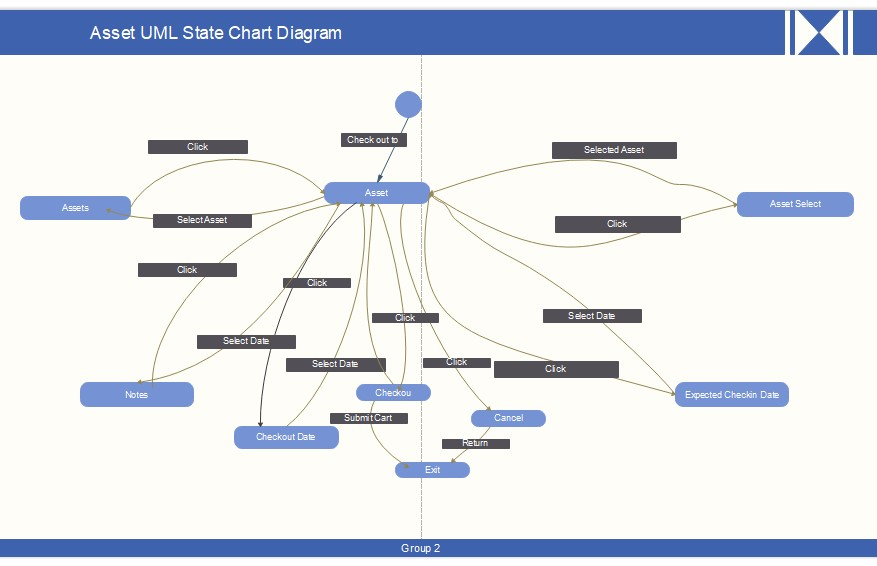 Asset UML State Chart Diagram
Check out to
Click
Selected Asset
Asset
Assets
Asset Select
Select Asset
Click
Click
Click
Click
Select Date
Select Date
Select Date
Click
Click
Notes
Checkou
Expected Checkin Date
Submit Cart
Cancel
Checkout Date
Return
Exit
Group 2